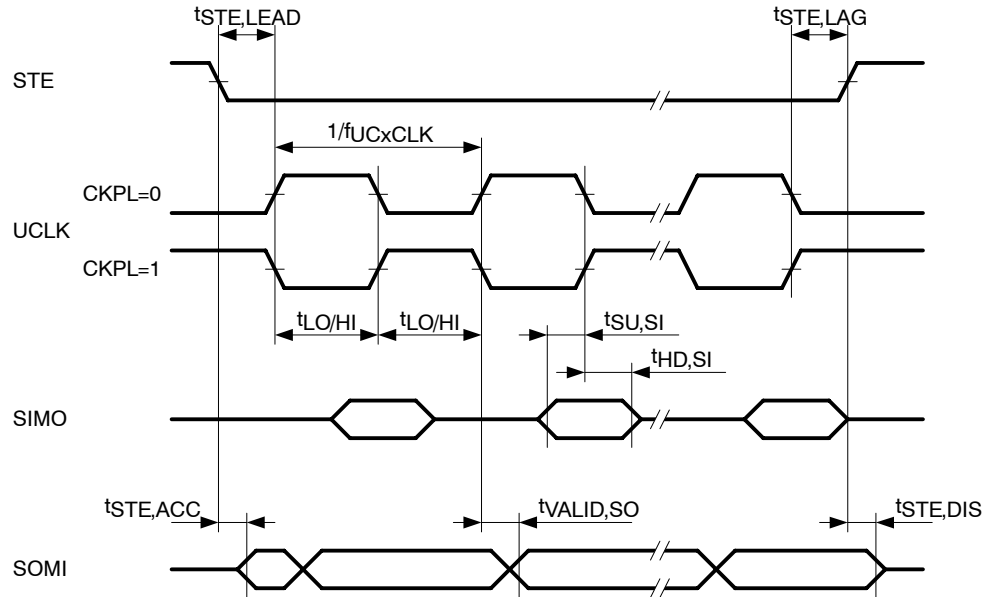 tSTE,LEAD
tSTE,LAG
STE
1/fUCxCLK
CKPL=0
UCLK
CKPL=1
tLO/HI tLO/HI
tSU,SI
tHD,SI
SIMO
tSTE,ACC
tVALID,SO
tSTE,DIS
SOMI